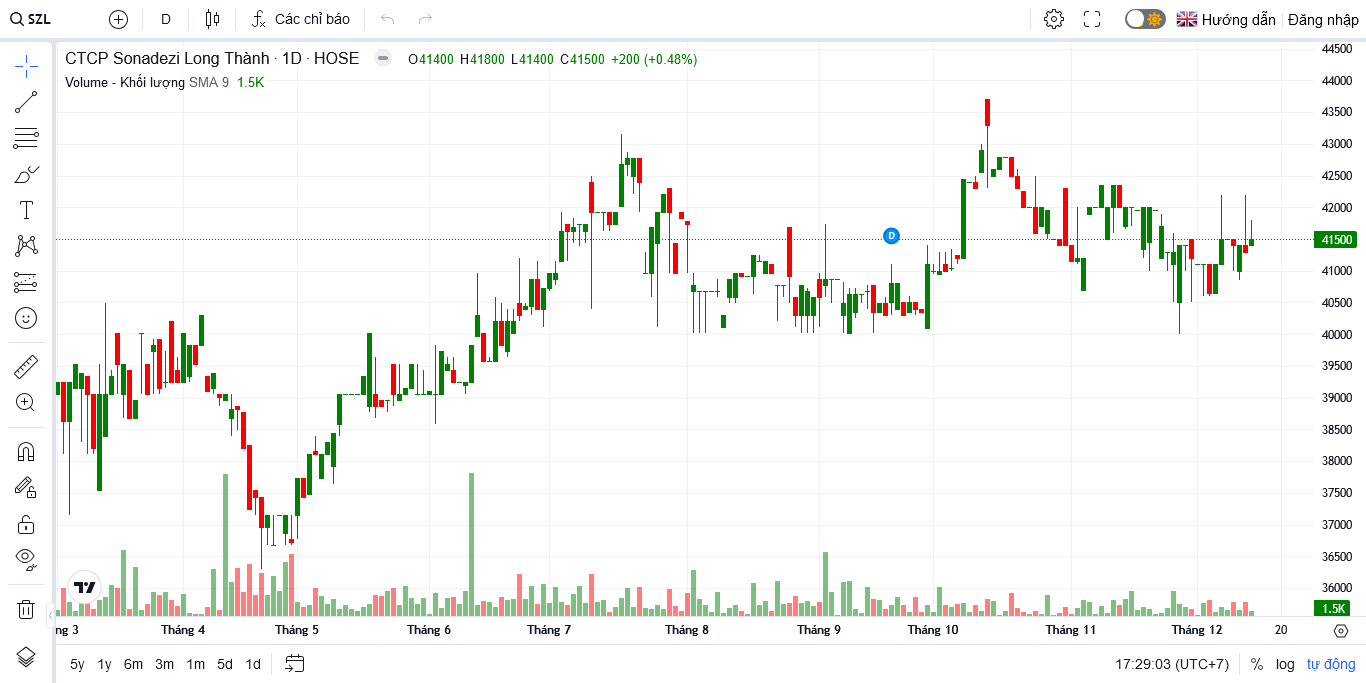 SZL D Các chỉ báo Hướng dẫn Đăng nhập
CTCP Sonadezi Long Thành · 1D · HOSE O41400 H41800 L41400 C41500 +200 (+0.48%)
Volume - Khối lượng SMA 9 1.5K
44500
44000
43500
43000
42500
42000
41500
41000
40500
40000
39500
39000
38500
38000
37500
37000
36500
36000
1.5K
D
ng 3 Tháng 4 Tháng 5 Tháng 6 Tháng 7 Tháng 8 Tháng 9 Tháng 10 Tháng 11 Tháng 12 20
5y 1y 6m 3m 1m 5d 1d 17:29:03 (UTC+7) % log tự động